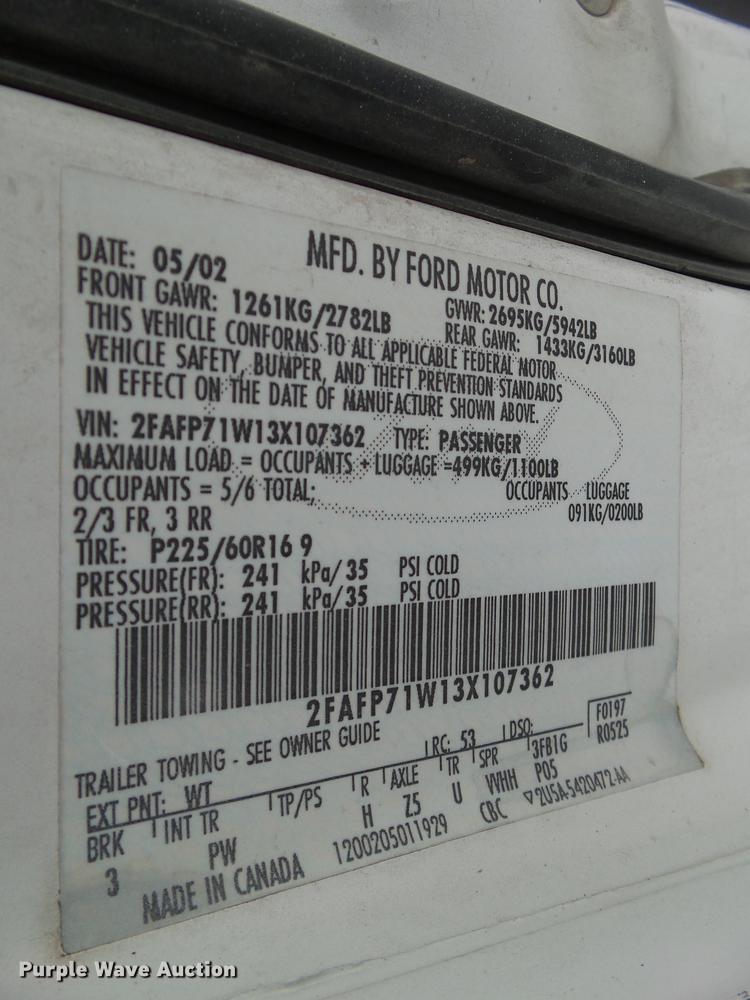 MFD. BY FORD MOTOR CO.
DATE: 05/02
GVWR: 2695KG/5942LB
FRONT GAWR: 1261KG/2782LB
REAR GAWR: 1433KG/3160LB
THIS VEHICLE CONFORMS TO ALL APPLICABLE FEDERAL MOTOR
VEHICLE SAFETY, BUMPER, AND THEFT PREVENTION STANDARDS
IN EFFECT ON THE DATE OF MANUFACTURE SHOWN ABOVE.
VIN: 2FAFP71W13X107362 TYPE: PASSENGER
MAXIMUM LOAD = OCCUPANTS + LUGGAGE =499KG/1100LB
OCCUPANTS = 5/6 TOTAL; OCCUPANTS LUGGAGE
2/3 FR, 3 RR 091KG/0200LB
TIRE: P225/60R16 9
PRESSURE(FR): 241 kPa/35 PSI COLD
PRESSURE(RR): 241 kPa/35 PSI COLD
2FAFP71W13X107362
TRAILER TOWING - SEE OWNER GUIDE
F0197
R0525
EXT PNT: WT RC: 53 DSO:
BRK INT TR TP/PS R AXLE TR SPR 3FB1G
3 PW H Z5 U WHH P05
MADE IN CANADA 1200205011929 CBC ▽2U5A-5420472-AA
Purple Wave Auction